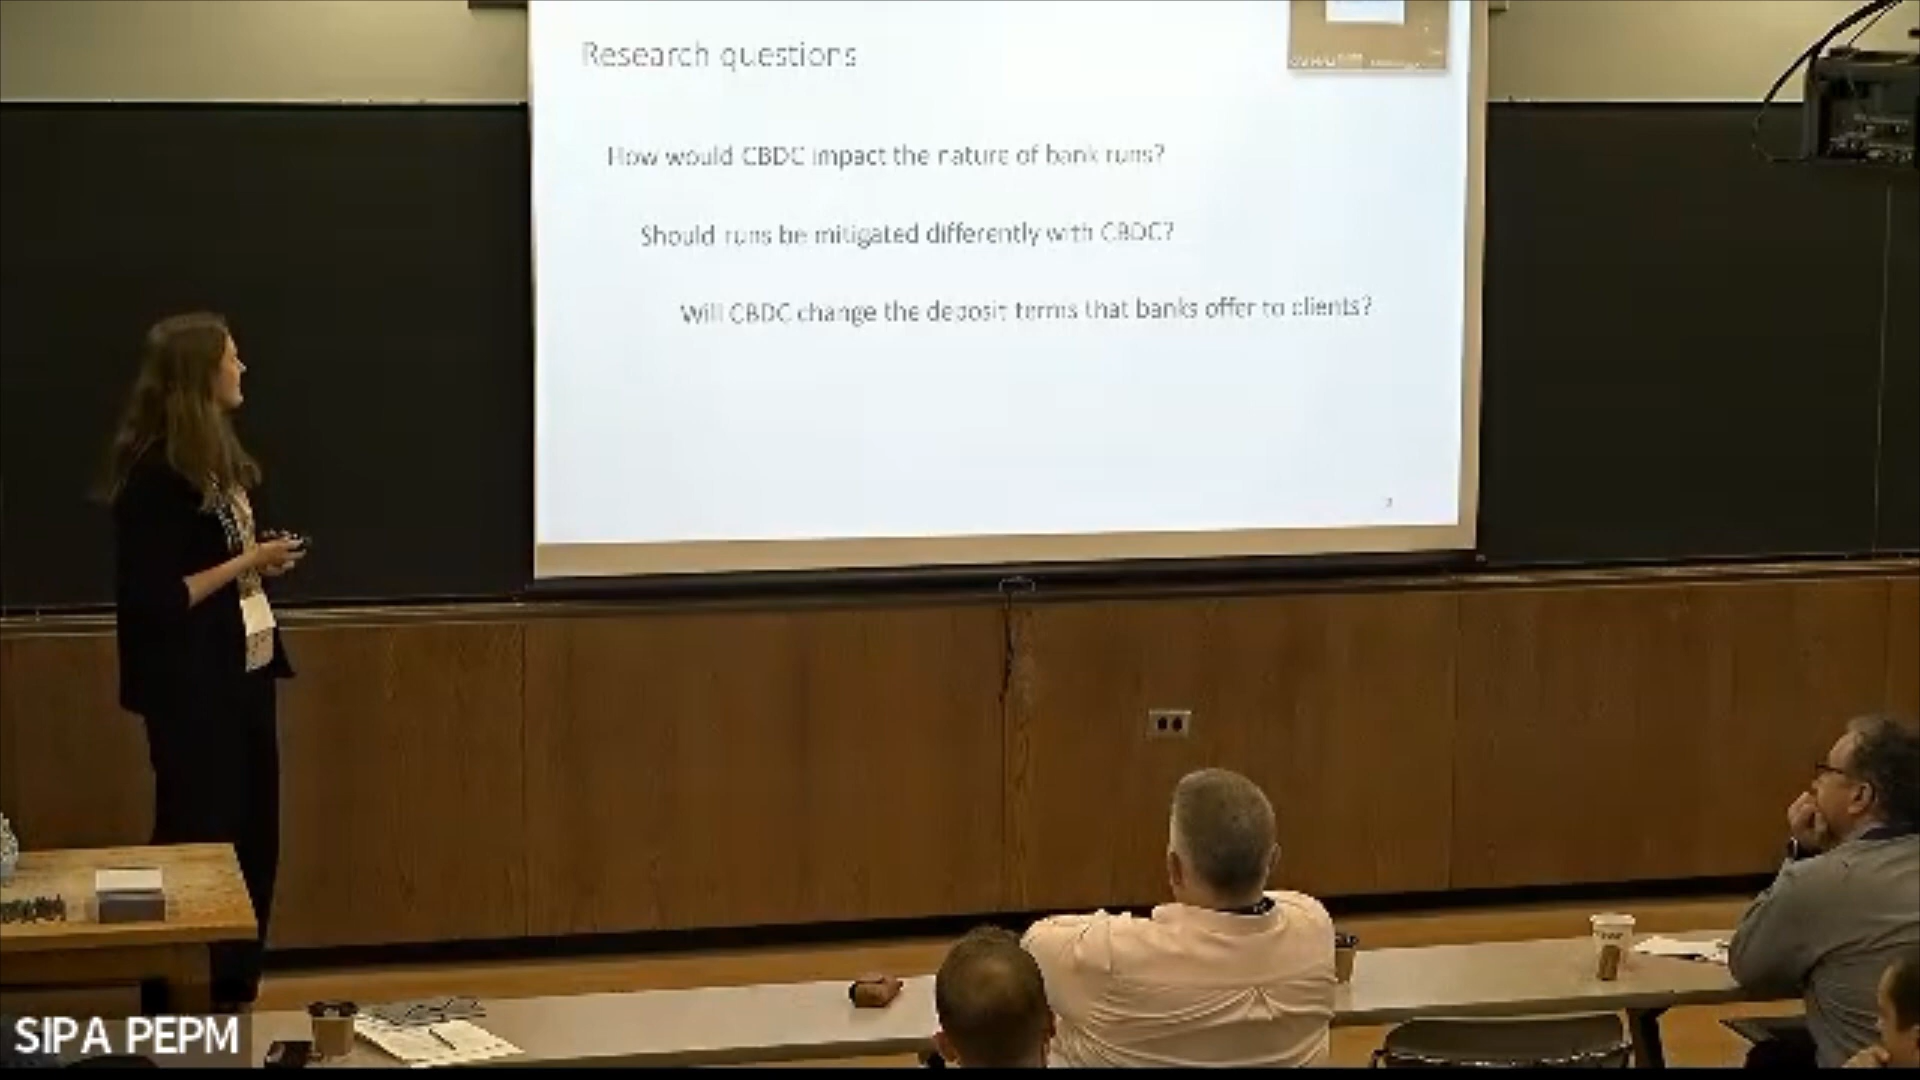 Research questions
How would CBDC impact the nature of bank runs?
Should runs be mitigated differently with CBDC?
Will CBDC change the deposit terms that banks offer to clients?
SIPA PEPM